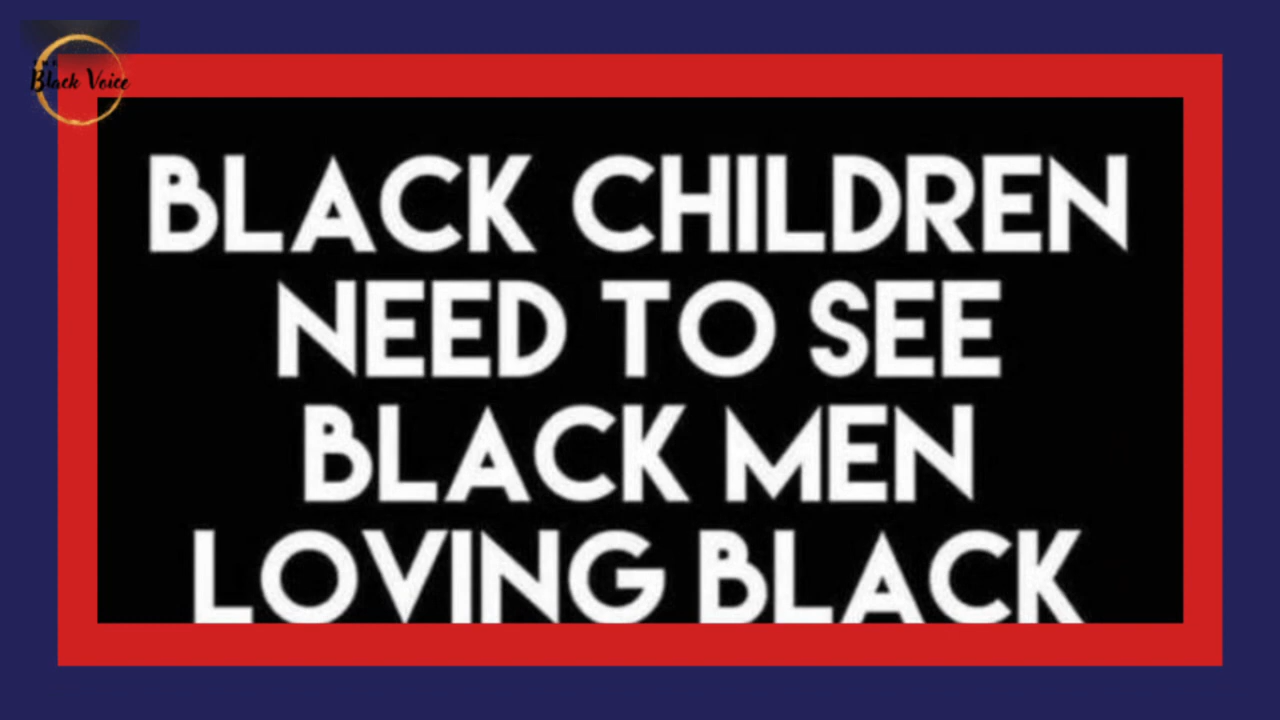 Black Voice
BLACK CHILDREN
NEED TO SEE
BLACK MEN
LOVING BLACK